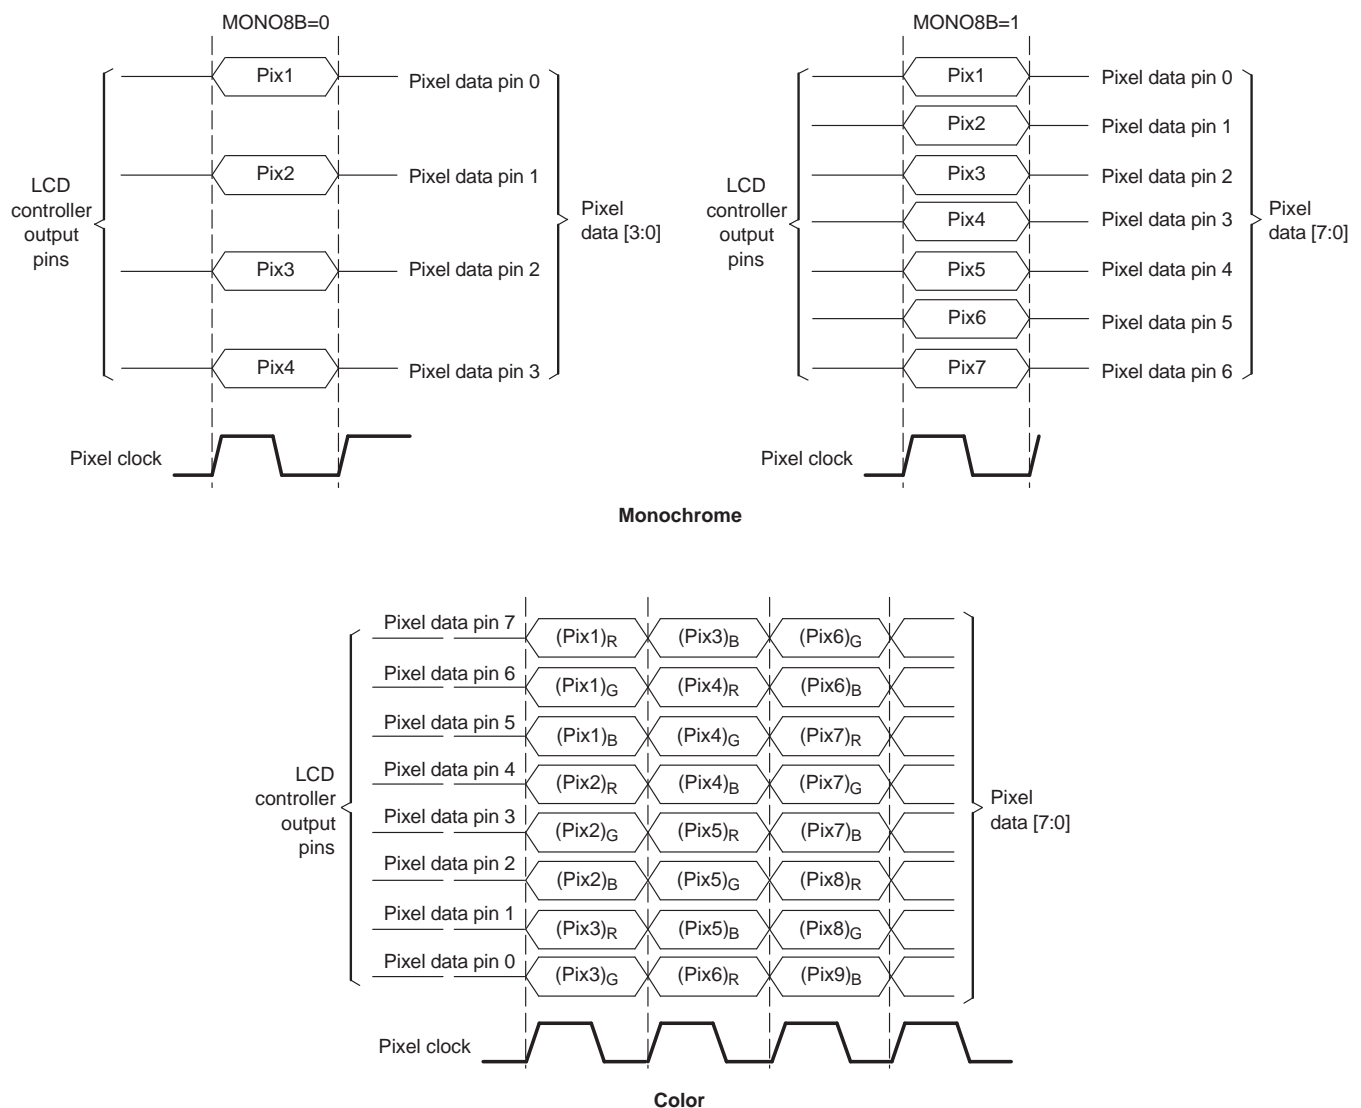 MONO8B=0
LCD
controller
output
pins
Pix1
Pixel data pin 0
Pix2
Pixel data pin 1
Pix3
Pixel data pin 2
Pix4
Pixel data pin 3
Pixel
data [3:0]
Pixel clock
MONO8B=1
LCD
controller
output
pins
Pix1
Pixel data pin 0
Pix2
Pixel data pin 1
Pix3
Pixel data pin 2
Pix4
Pixel data pin 3
Pix5
Pixel data pin 4
Pix6
Pixel data pin 5
Pix7
Pixel data pin 6
Pixel
data [7:0]
Pixel clock
Monochrome
LCD
controller
output
pins
Pixel data pin 7 (Pix1)R (Pix3)B (Pix6)G
Pixel data pin 6 (Pix1)G (Pix4)R (Pix6)B
Pixel data pin 5 (Pix1)B (Pix4)G (Pix7)R
Pixel data pin 4 (Pix2)R (Pix4)B (Pix7)G
Pixel data pin 3 (Pix2)G (Pix5)R (Pix7)B
Pixel data pin 2 (Pix2)B (Pix5)G (Pix8)R
Pixel data pin 1 (Pix3)R (Pix5)B (Pix8)G
Pixel data pin 0 (Pix3)G (Pix6)R (Pix9)B
Pixel
data [7:0]
Pixel clock
Color